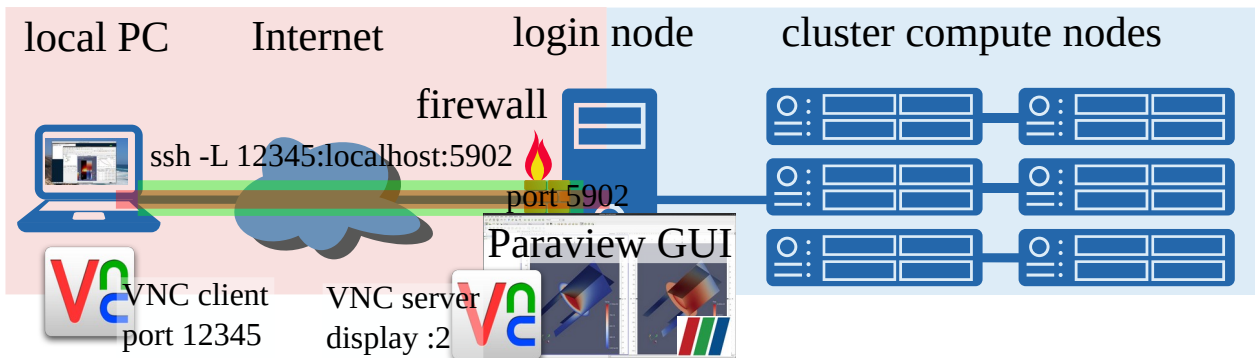 local PC
Internet
login node
cluster compute nodes
firewall
ssh -L 12345:localhost:5902
port 5902
Paraview GUI
VNC client
port 12345
VNC server
display :2